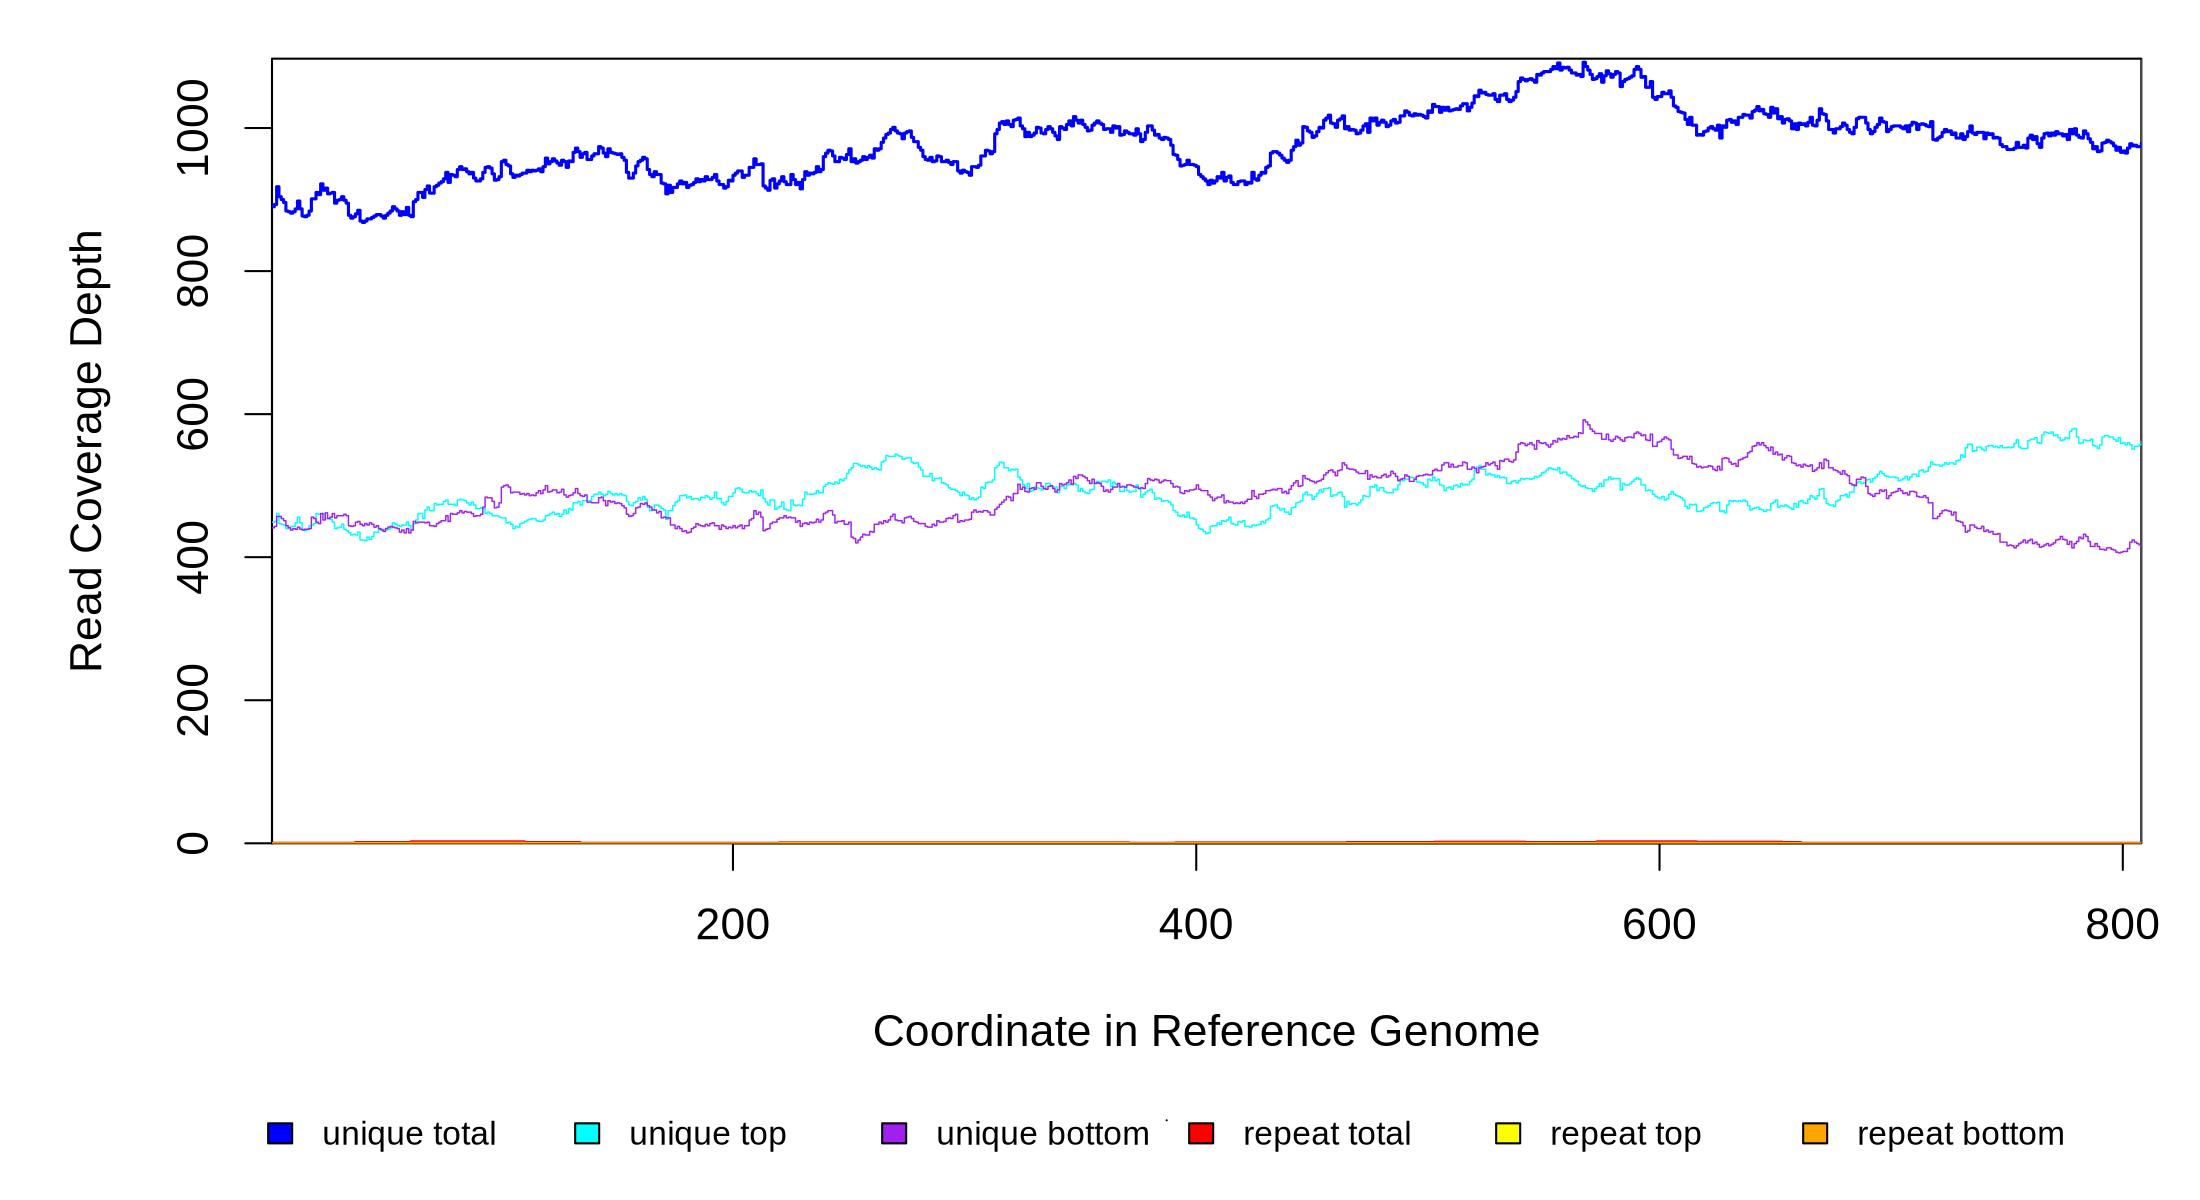 Read Coverage Depth
1000
800
600
400
200
0
200 400 600 800
Coordinate in Reference Genome
unique total unique top unique bottom repeat total repeat top repeat bottom